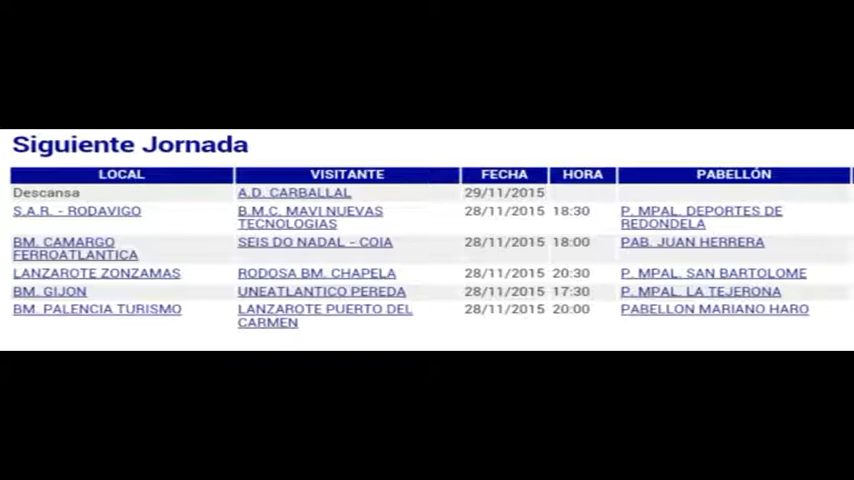 Siguiente Jornada
LOCAL VISITANTE FECHA HORA PABELLÓN
Descansa A.D. CARBALLAL 29/11/2015
S.A.R. - RODAVIGO B.M.C. MAVI NUEVAS TECNOLOGIAS 28/11/2015 18:30 P. MPAL. DEPORTES DE REDONDELA
BM. CAMARGO FERROATLANTICA SEIS DO NADAL - COIA 28/11/2015 18:00 PAB. JUAN HERRERA
LANZAROTE ZONZAMAS RODOSA BM. CHAPELA 28/11/2015 20:30 P. MPAL. SAN BARTOLOME
BM. GIJON UNEATLANTICO PEREDA 28/11/2015 17:30 P. MPAL. LA TEJERONA
BM. PALENCIA TURISMO LANZAROTE PUERTO DEL CARMEN 28/11/2015 20:00 PABELLON MARIANO HARO